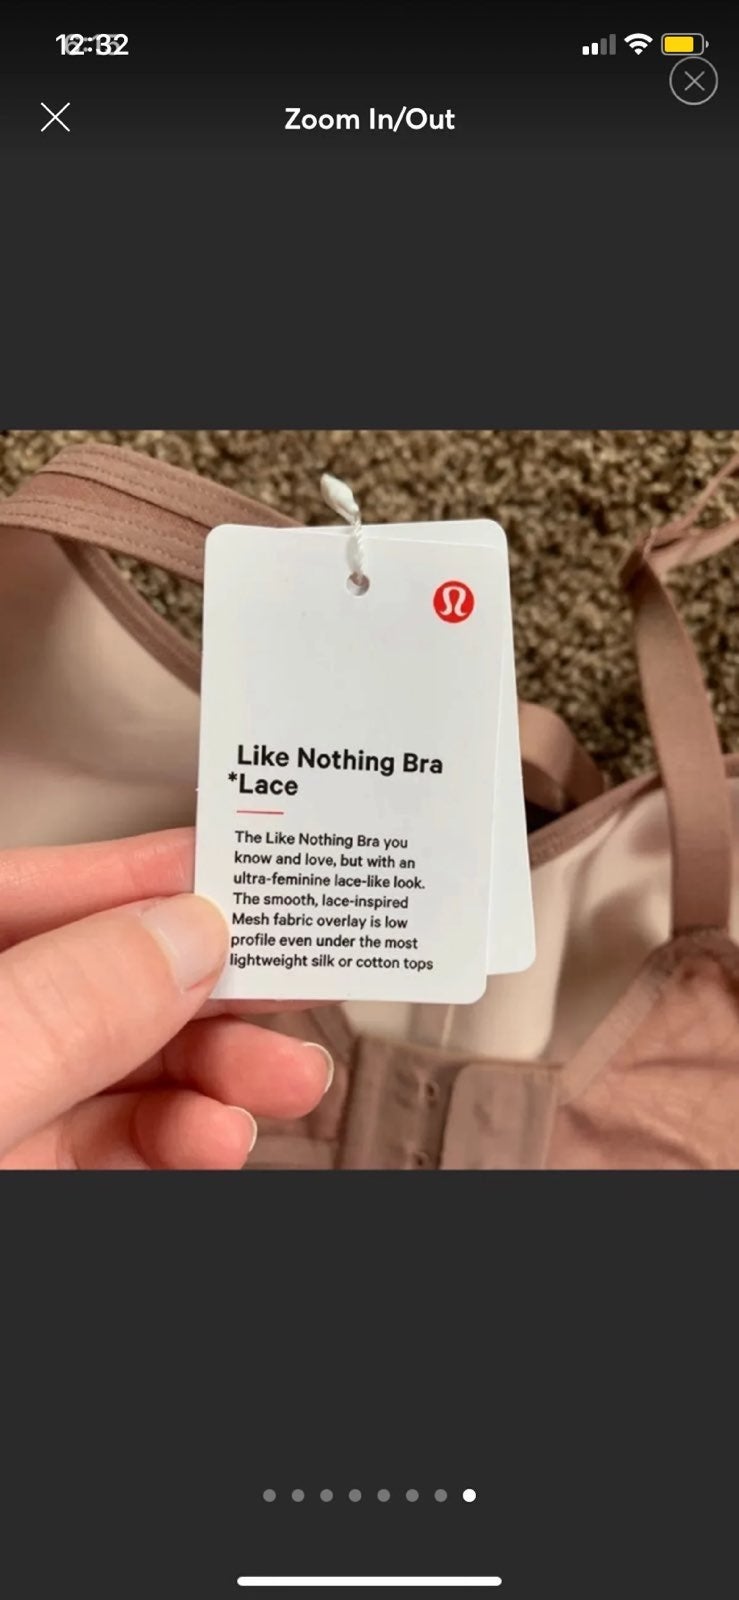 12:32
Zoom In/Out
Like Nothing Bra
*Lace
The Like Nothing Bra you
know and love, but with an
ultra-feminine lace-like look.
The smooth, lace-inspired
Mesh fabric overlay is low
profile even under the most
lightweight silk or cotton tops